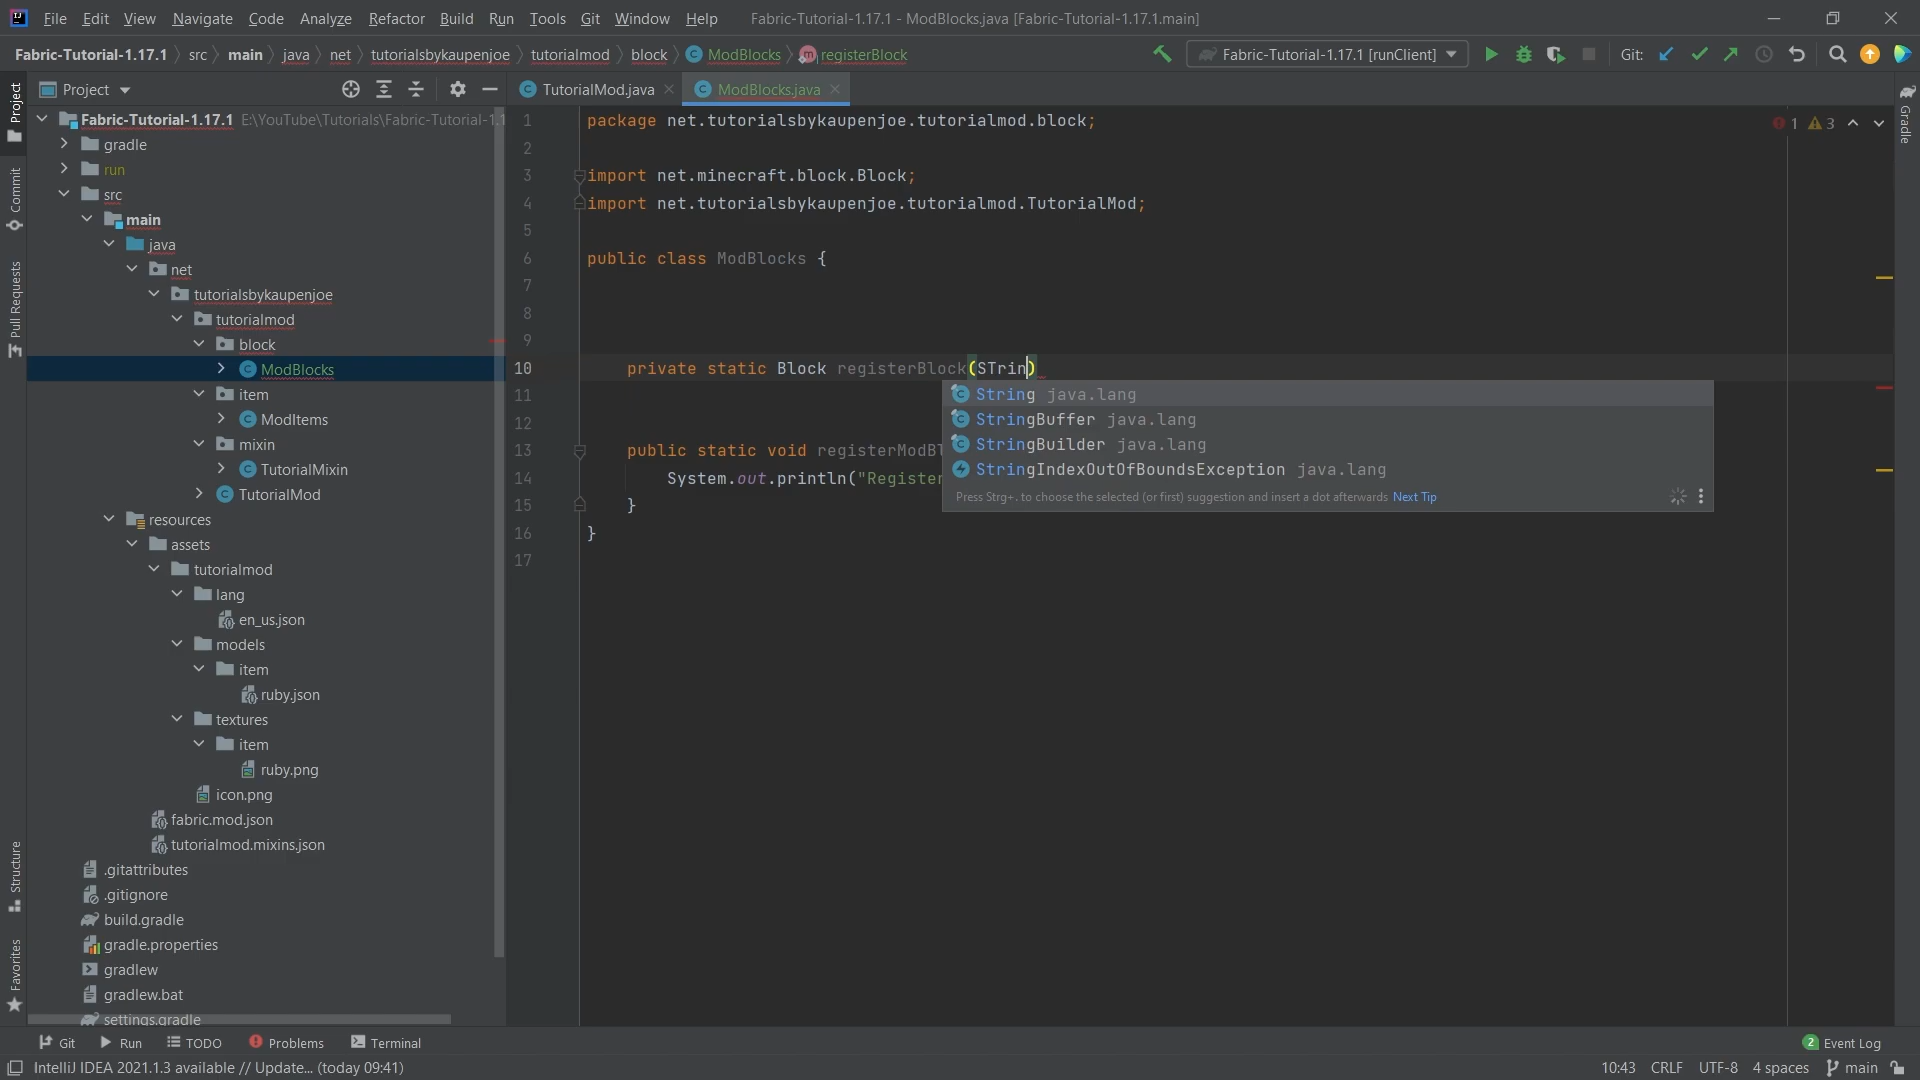 File Edit View Navigate Code Analyze Refactor Build Run Tools Git Window Help Fabric-Tutorial-1.17.1 - ModBlocks.java [Fabric-Tutorial-1.17.1.main]
Fabric-Tutorial-1.17.1 src main java net tutorialsbykaupenjoe tutorialmod block ModBlocks registerBlock Fabric-Tutorial-1.17.1 [runClient] Git:
Project TutorialMod.java ModBlocks.java
Project
Commit
Pull Requests
Structure
Favorites
Fabric-Tutorial-1.17.1 E:\YouTube\Tutorials\Fabric-Tutorial-1.1
gradle
run
src
main
java
net
tutorialsbykaupenjoe
tutorialmod
block
ModBlocks
item
ModItems
mixin
TutorialMixin
TutorialMod
resources
assets
tutorialmod
lang
en_us.json
models
item
ruby.json
textures
item
ruby.png
icon.png
fabric.mod.json
tutorialmod.mixins.json
.gitattributes
.gitignore
build.gradle
gradle.properties
gradlew
gradlew.bat
settings.gradle
1 package net.tutorialsbykaupenjoe.tutorialmod.block;
2
3 import net.minecraft.block.Block;
4 import net.tutorialsbykaupenjoe.tutorialmod.TutorialMod;
5
6 public class ModBlocks {
7
8
9
10 private static Block registerBlock(STrin)
11
12
13 public static void registerModBl
14 System.out.println("Register
15 }
16 }
17
String java.lang
StringBuffer java.lang
StringBuilder java.lang
StringIndexOutOfBoundsException java.lang
Press Strg+. to choose the selected (or first) suggestion and insert a dot afterwards Next Tip
1 3
Gradle
Git Run TODO Problems Terminal 2 Event Log
IntelliJ IDEA 2021.1.3 available // Update... (today 09:41) 10:43 CRLF UTF-8 4 spaces main